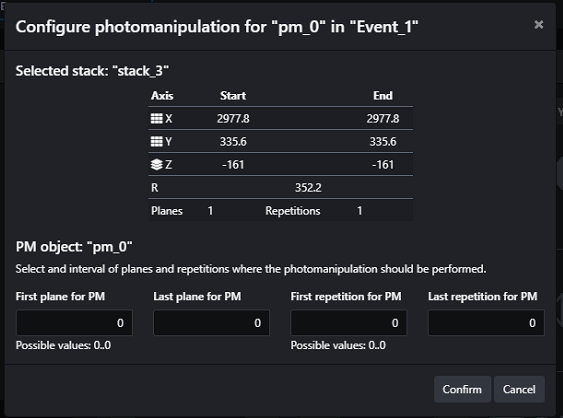 Configure photomanipulation for "pm_0" in "Event_1"
×
Selected stack: "stack_3"
Axis Start End
X 2977.8 2977.8
Y 335.6 335.6
Z -161 -161
R 352.2
Planes 1 Repetitions 1
PM object: "pm_0"
Select and interval of planes and repetitions where the photomanipulation should be performed.
First plane for PM Last plane for PM First repetition for PM Last repetition for PM
0 0 0 0
Possible values: 0..0 Possible values: 0..0
Confirm Cancel